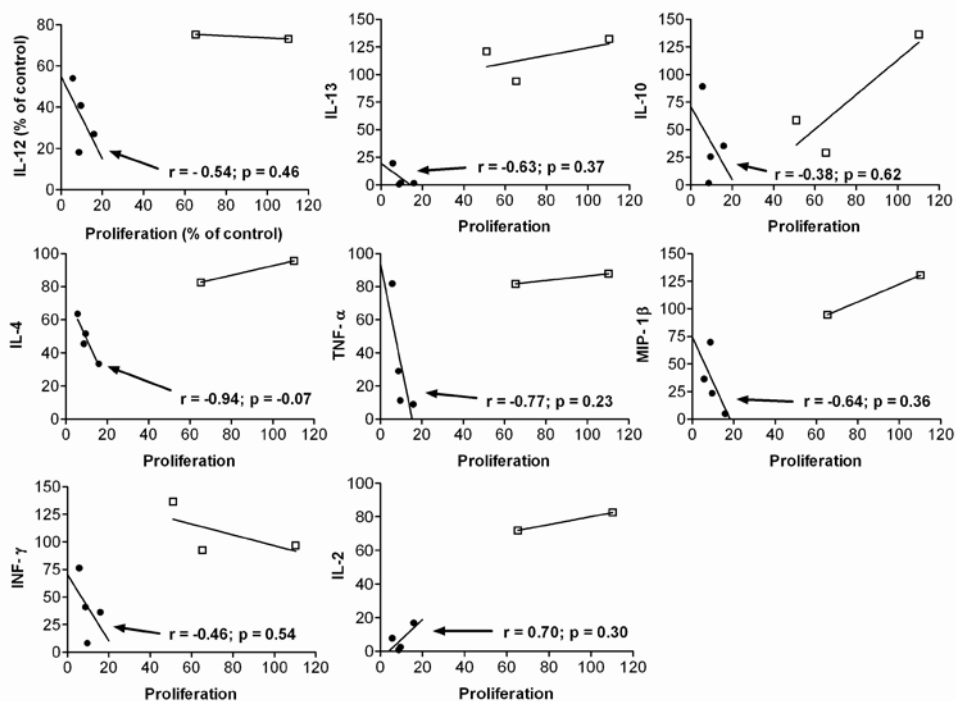 IL-12 (% of control)
80
60
40
20
0
r = - 0.54; p = 0.46
0 20 40 60 80 100 120
Proliferation (% of control)
IL-13
150
125
100
75
50
25
0
r = -0.63; p = 0.37
0 20 40 60 80 100 120
IL-10
150
125
100
75
50
25
0
r = -0.38; p = 0.62
0 20 40 60 80 100 120
IL-4
100
80
60
40
20
0
r = -0.94; p = -0.07
0 20 40 60 80 100 120
Proliferation
TNF- α
100
80
60
40
20
0
r = -0.77; p = 0.23
0 20 40 60 80 100 120
Proliferation
MIP- 1β
150
125
100
75
50
25
0
r = -0.64; p = 0.36
0 20 40 60 80 100 120
Proliferation
INF- γ
150
125
100
75
50
25
0
r = -0.46; p = 0.54
0 20 40 60 80 100 120
Proliferation
IL-2
100
80
60
40
20
0
r = 0.70; p = 0.30
0 20 40 60 80 100 120
Proliferation